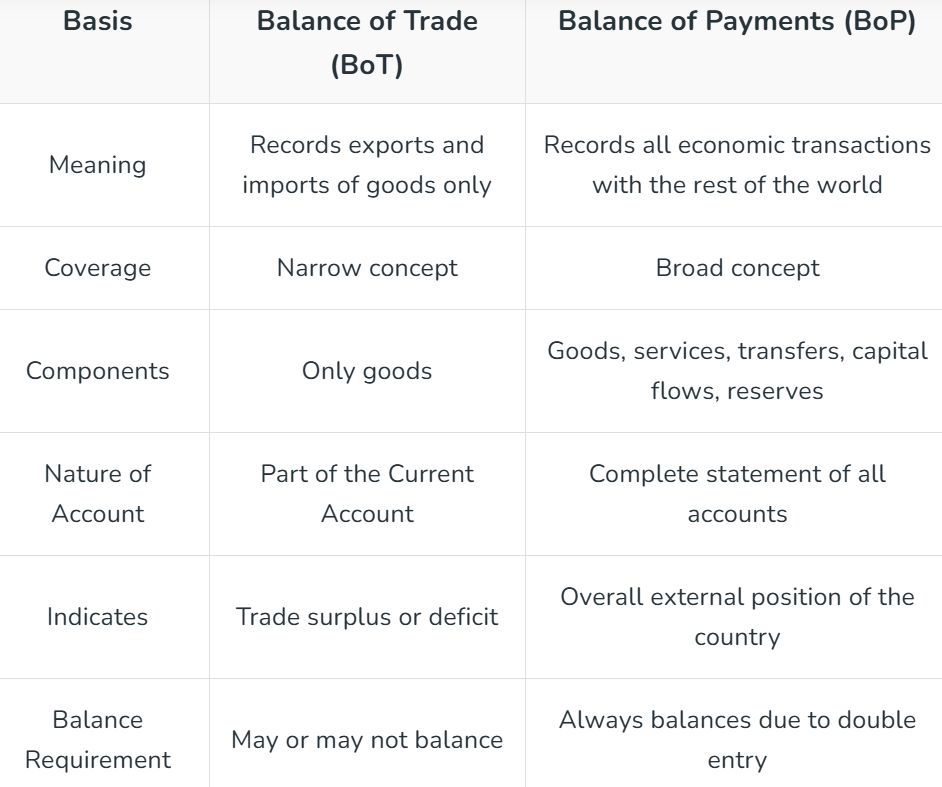 Basis
Balance of Trade
(BoT)
Balance of Payments (BoP)
Meaning
Records exports and
imports of goods only
Records all economic transactions
with the rest of the world
Coverage
Narrow concept
Broad concept
Components
Only goods
Goods, services, transfers, capital
flows, reserves
Nature of
Account
Part of the Current
Account
Complete statement of all
accounts
Indicates
Trade surplus or deficit
Overall external position of the
country
Balance
Requirement
May or may not balance
Always balances due to double
entry